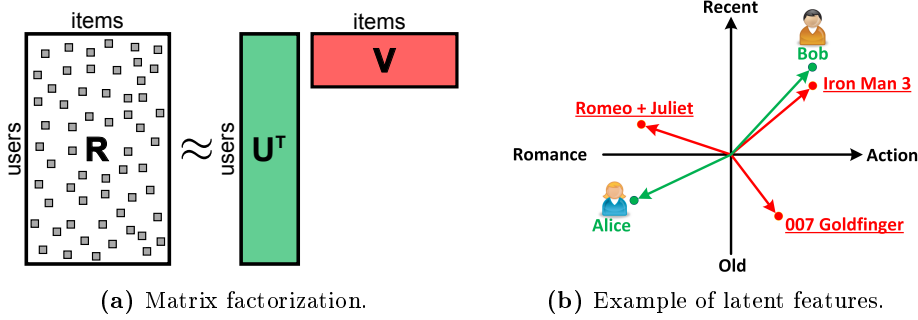 items
users
R
≈
users
Uᵀ
items
V
(a) Matrix factorization.
Recent
Bob
Iron Man 3
Romeo + Juliet
Romance
Action
Alice
007 Goldfinger
Old
(b) Example of latent features.